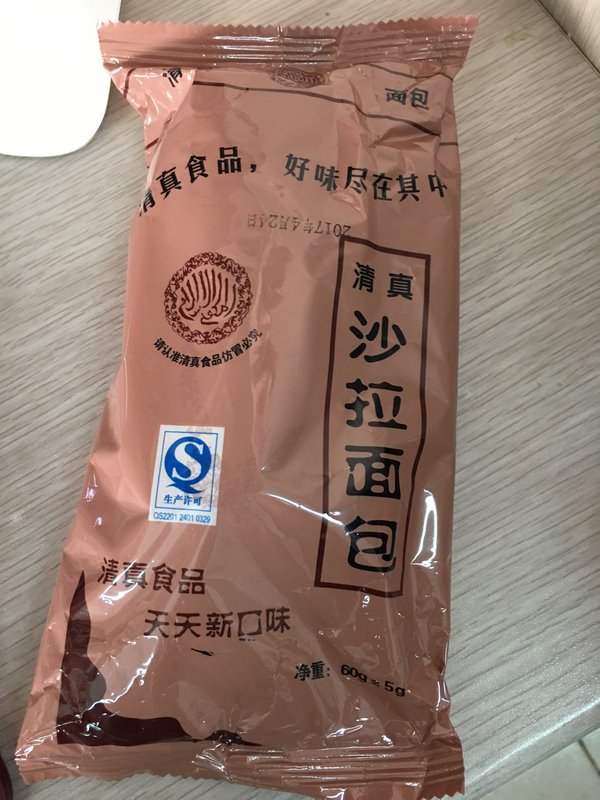 清
面包
清真食品，好味尽在其中
2017年4月24日
清真
沙拉面包
请认准清真食品仿冒必究
生产许可
QS2201 2401 0329
清真食品
天天新口味
净重：60g±5g